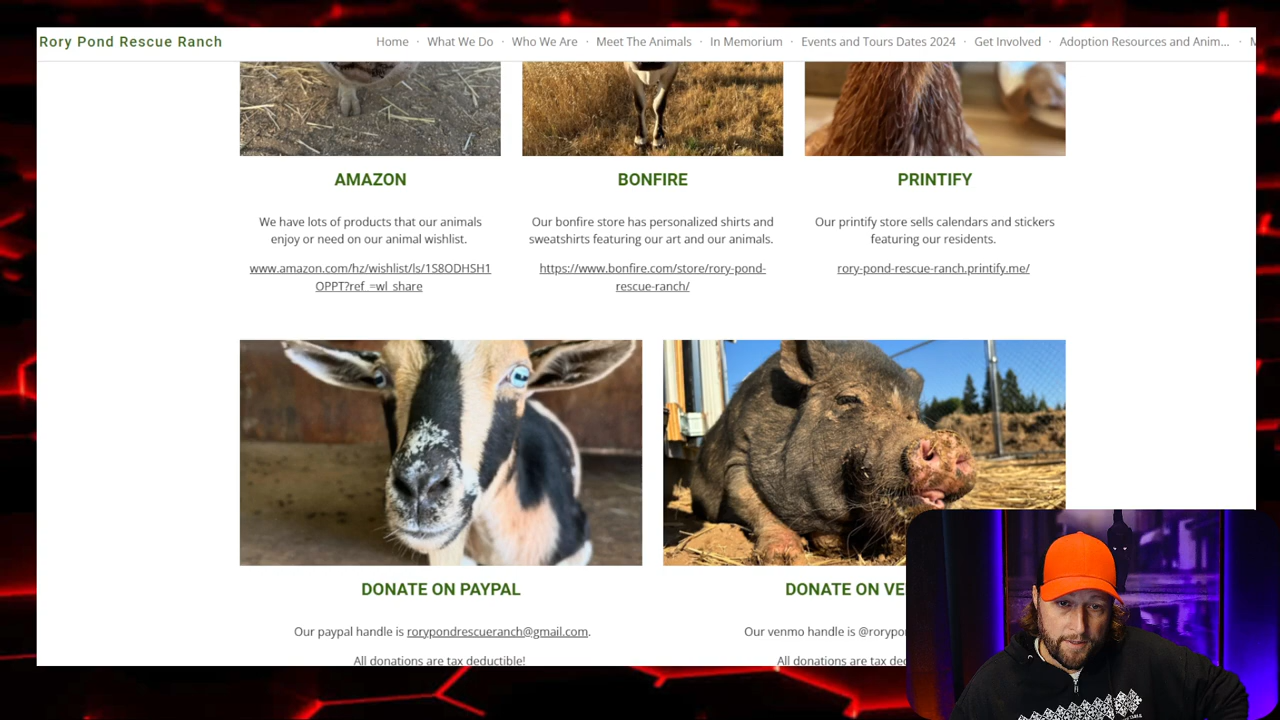 Rory Pond Rescue Ranch
Home · What We Do · Who We Are · Meet The Animals · In Memorium · Events and Tours Dates 2024 · Get Involved · Adoption Resources and Anim... ·
AMAZON
We have lots of products that our animals
enjoy or need on our animal wishlist.
www.amazon.com/hz/wishlist/ls/1S8ODHSH1
OPPT?ref_=wl_share
BONFIRE
Our bonfire store has personalized shirts and
sweatshirts featuring our art and our animals.
https://www.bonfire.com/store/rory-pond-
rescue-ranch/
PRINTIFY
Our printify store sells calendars and stickers
featuring our residents.
rory-pond-rescue-ranch.printify.me/
DONATE ON PAYPAL
Our paypal handle is rorypondrescueranch@gmail.com.
All donations are tax deductible!
DONATE ON VE
Our venmo handle is @rorypo
All donations are tax de